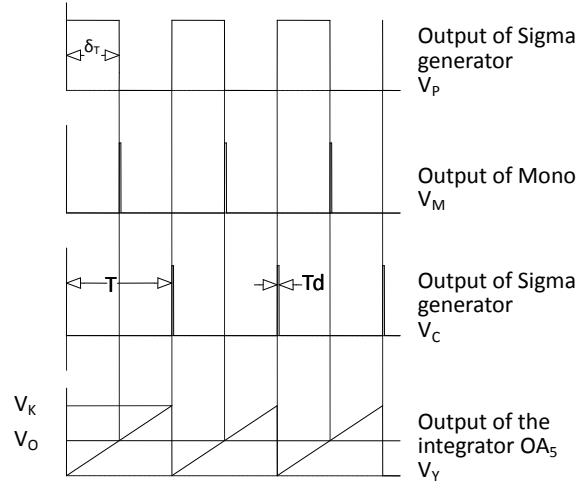 δT
Output of Sigma
generator
VP
Output of Mono
VM
T
Td
Output of Sigma
generator
VC
VK
VO
Output of the
integrator OA5
VY